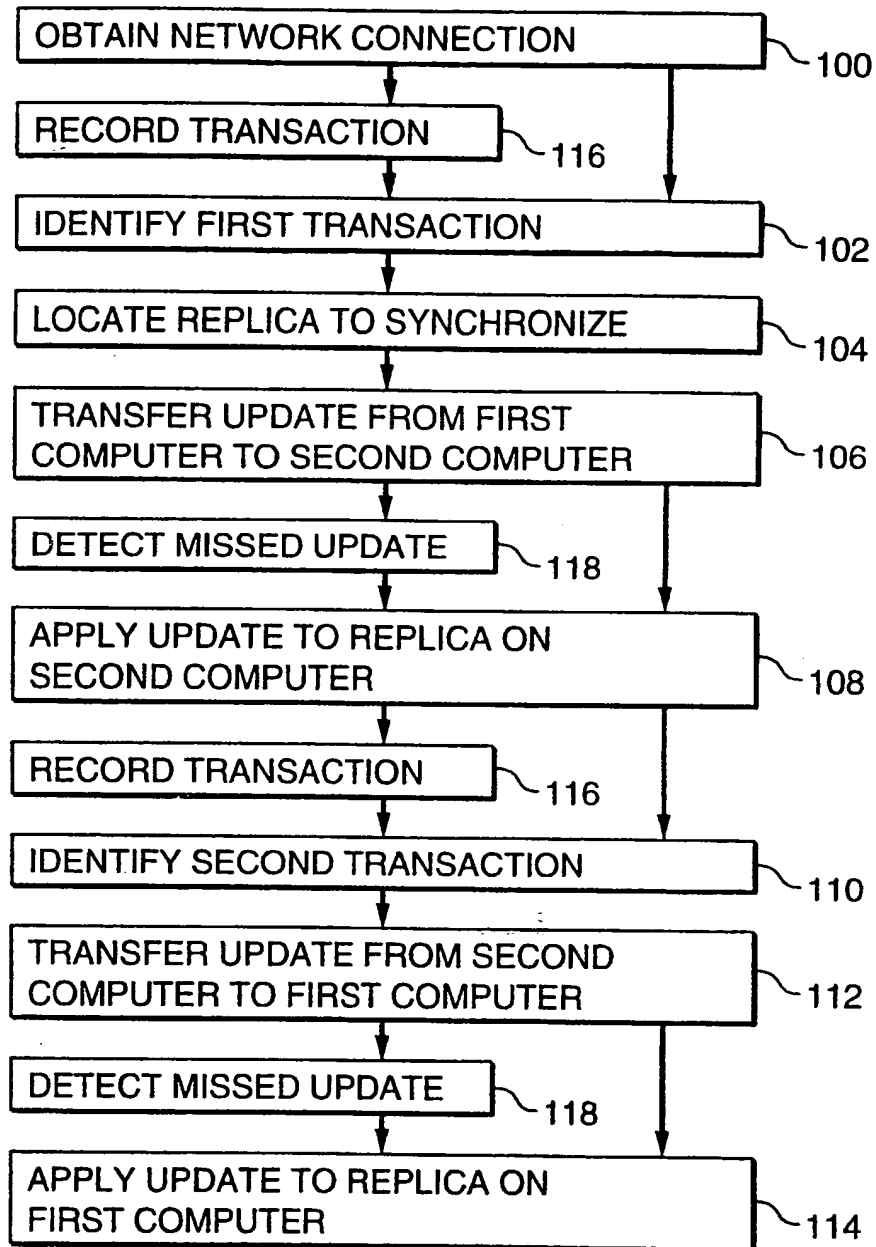 OBTAIN NETWORK CONNECTION
100
RECORD TRANSACTION
116
IDENTIFY FIRST TRANSACTION
102
LOCATE REPLICA TO SYNCHRONIZE
104
TRANSFER UPDATE FROM FIRST
COMPUTER TO SECOND COMPUTER
106
DETECT MISSED UPDATE
118
APPLY UPDATE TO REPLICA ON
SECOND COMPUTER
108
RECORD TRANSACTION
116
IDENTIFY SECOND TRANSACTION
110
TRANSFER UPDATE FROM SECOND
COMPUTER TO FIRST COMPUTER
112
DETECT MISSED UPDATE
118
APPLY UPDATE TO REPLICA ON
FIRST COMPUTER
114